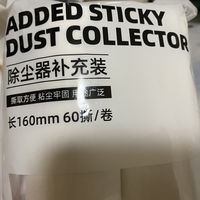 ADDED STICKY
DUST COLLECTOR
除尘器补充装
撕取方便 粘尘牢固 用途广泛
长160mm 60撕/卷